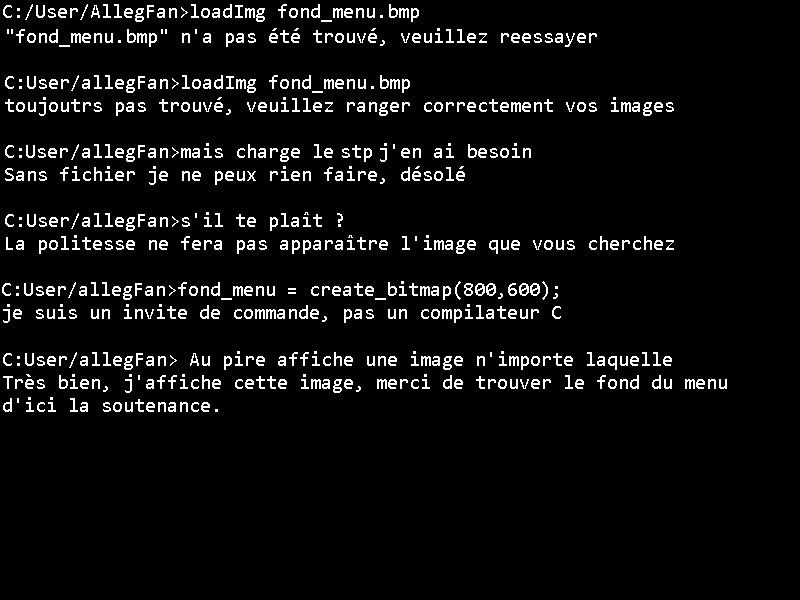 C:/User/AllegFan>loadImg fond_menu.bmp
"fond_menu.bmp" n'a pas été trouvé, veuillez reessayer
C:User/allegFan>loadImg fond_menu.bmp
toujoutrs pas trouvé, veuillez ranger correctement vos images
C:User/allegFan>mais charge le stp j'en ai besoin
Sans fichier je ne peux rien faire, désolé
C:User/allegFan>s'il te plaît ?
La politesse ne fera pas apparaître l'image que vous cherchez
C:User/allegFan>fond_menu = create_bitmap(800,600);
je suis un invite de commande, pas un compilateur C
C:User/allegFan> Au pire affiche une image n'importe laquelle
Très bien, j'affiche cette image, merci de trouver le fond du menu
d'ici la soutenance.